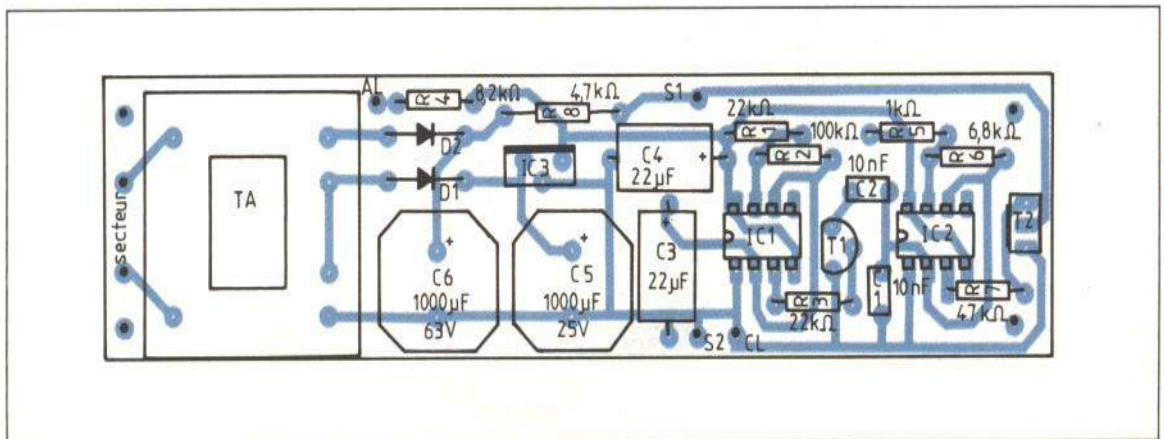 AL
R4
8,2kΩ
4,7kΩ
R8
S1
22kΩ
R1
100kΩ
R2
1kΩ
R5
6,8kΩ
R6
D2
D1
IC3
C4
22µF
+
10nF
C2
secteur
TA
IC1
T1
IC2
T2
+
C6
1000µF
63V
+
C5
1000µF
25V
+
C3
22µF
C1
10nF
R3
22kΩ
R7
47kΩ
S2
CL